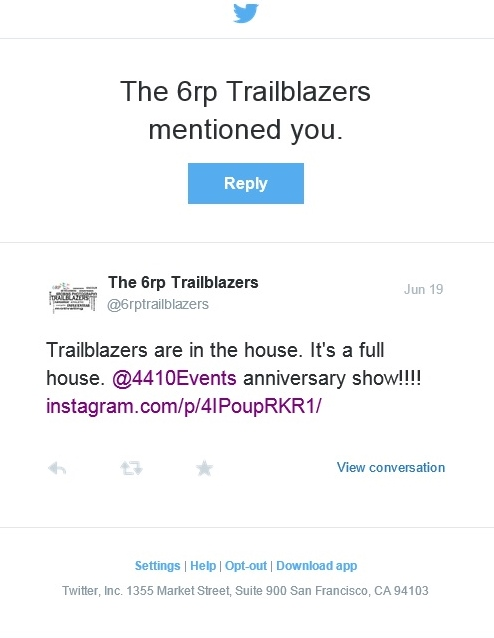 The 6rp Trailblazers
mentioned you.
Reply
TRAILBLAZERS
The 6rp Trailblazers
@6rptrailblazers
Jun 19
Trailblazers are in the house. It's a full
house. @4410Events anniversary show!!!!
instagram.com/p/4IPoupRKR1/
View conversation
Settings | Help | Opt-out | Download app
Twitter, Inc. 1355 Market Street, Suite 900 San Francisco, CA 94103